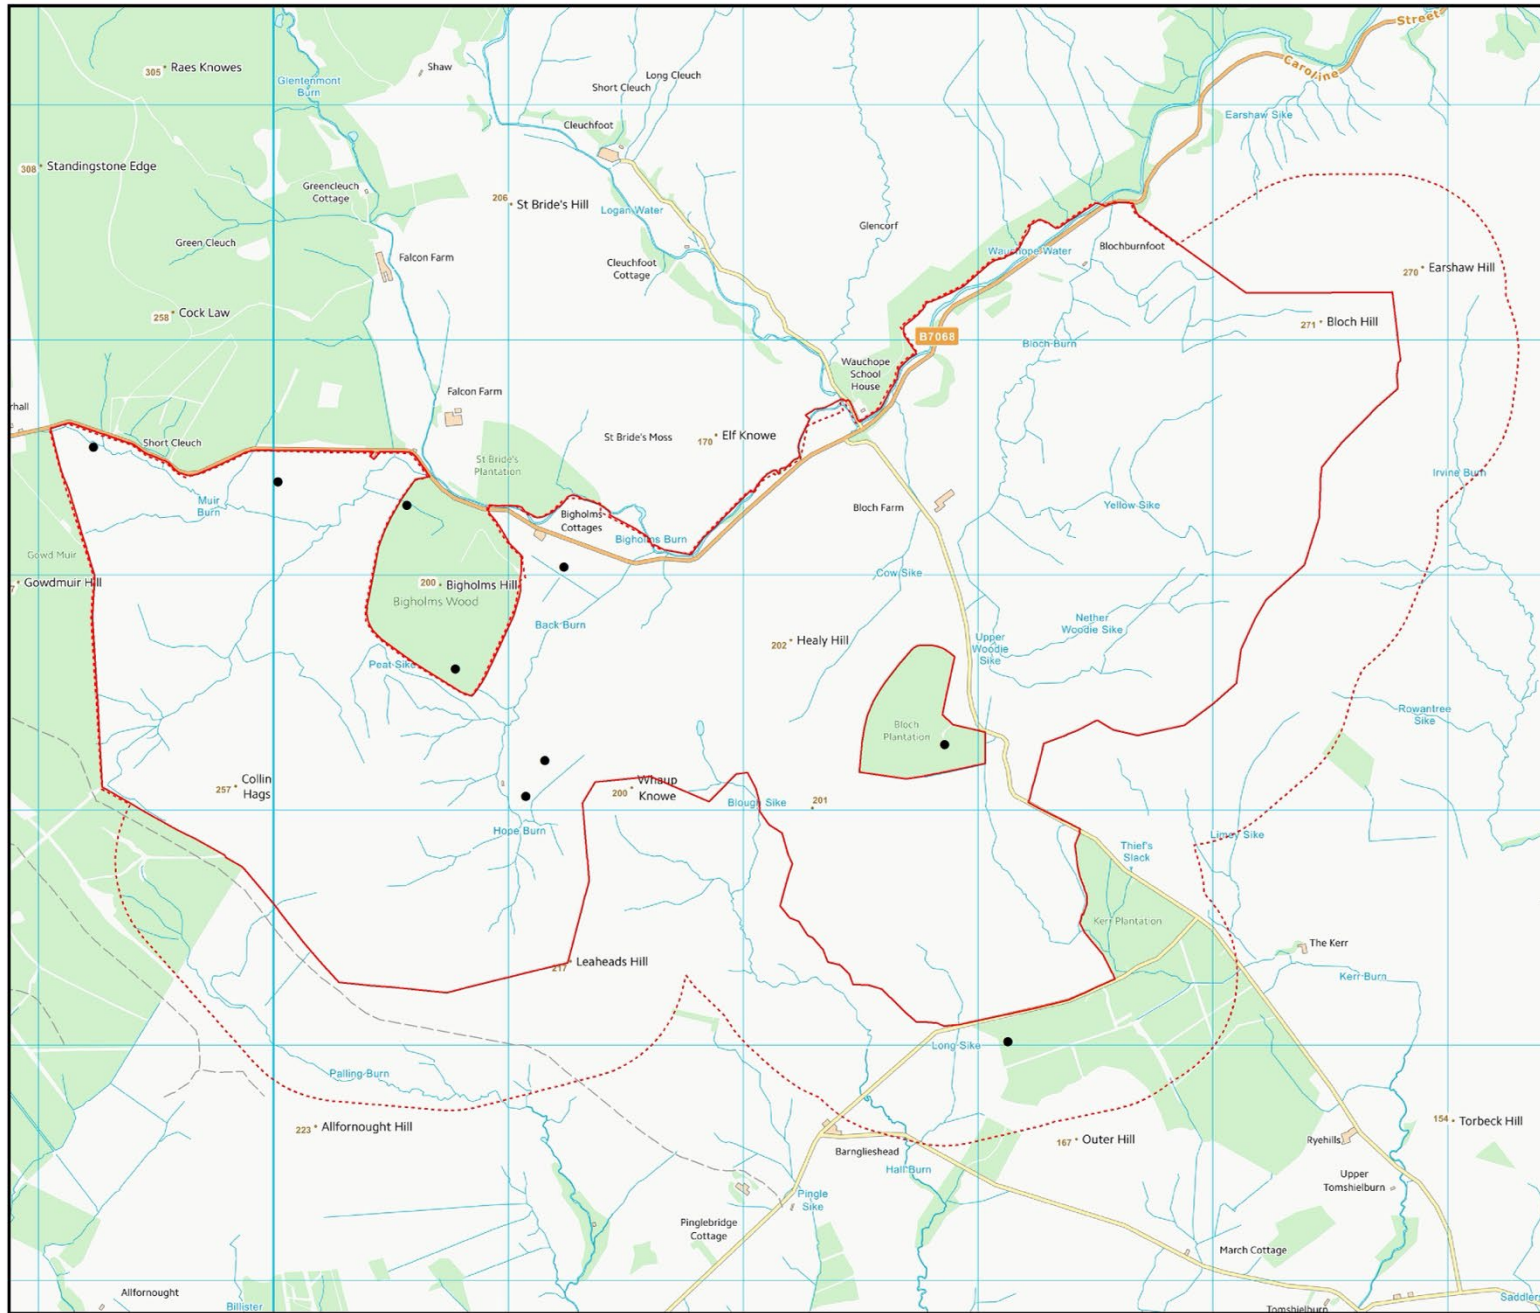 Street
Caroline
305 Raes Knowes
Shaw
Long Cleuch
Short Cleuch
Glentenmont
Burn
Cleuchfoot
Earshaw Sike
308 Standingstone Edge
Greencleuch
Cottage
206 St Bride's Hill
Logan Water
Glencorf
Green Cleuch
Falcon Farm
Cleuchfoot
Cottage
Wauchope Water
Blochburnfoot
270 Earshaw Hill
258 Cock Law
271 Bloch Hill
B7068
Bloch Burn
Wauchope
School
House
Falcon Farm
rhall
Short Cleuch
St Bride's Moss
170 Elf Knowe
St Bride's
Plantation
Irvine Burn
Muir
Burn
Bloch Farm
Yellow Sike
Bigholms
Cottages
Bigholms Burn
Gowd Muir
7 Gowdmuir Hill
200 Bigholms Hill
Bigholms Wood
Cow Sike
Back Burn
Nether
Woodie Sike
202 Healy Hill
Upper
Woodie
Sike
Peat Sike
Rowantree
Sike
Bloch
Plantation
257 Collin
Hags
200 Whaup
Knowe
Blough Sike
201
Hope Burn
Limey Sike
Thief's
Slack
Kerr Plantation
The Kerr
217 Leaheads Hill
Kerr Burn
Long Sike
Palling Burn
223 Allfornought Hill
154 Torbeck Hill
167 Outer Hill
Ryehills
Barnglieshead
Hall Burn
Upper
Tomshielburn
Pingle
Sike
Pinglebridge
Cottage
March Cottage
Allfornought
Billister
Tomshielburn
Saddler